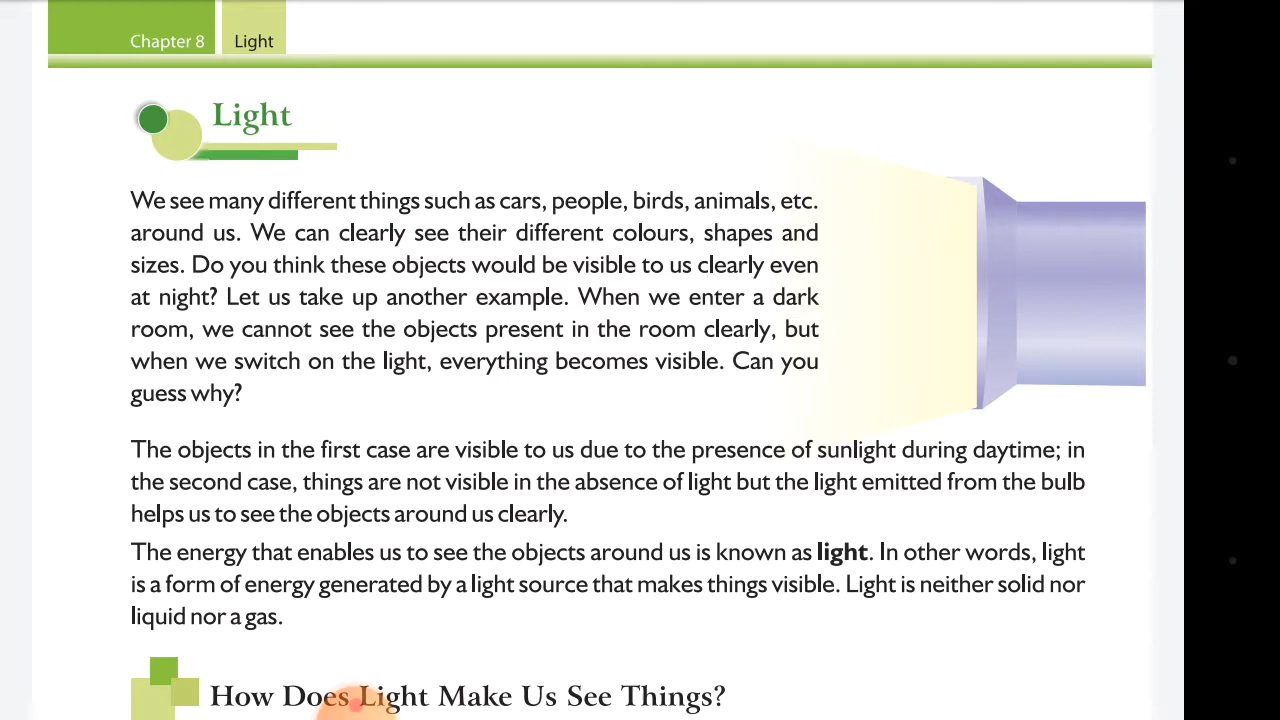 Chapter 8
Light
Light
We see many different things such as cars, people, birds, animals, etc.
around us. We can clearly see their different colours, shapes and
sizes. Do you think these objects would be visible to us clearly even
at night? Let us take up another example. When we enter a dark
room, we cannot see the objects present in the room clearly, but
when we switch on the light, everything becomes visible. Can you
guess why?
The objects in the first case are visible to us due to the presence of sunlight during daytime; in
the second case, things are not visible in the absence of light but the light emitted from the bulb
helps us to see the objects around us clearly.
The energy that enables us to see the objects around us is known as light. In other words, light
is a form of energy generated by a light source that makes things visible. Light is neither solid nor
liquid nor a gas.
How Does Light Make Us See Things?